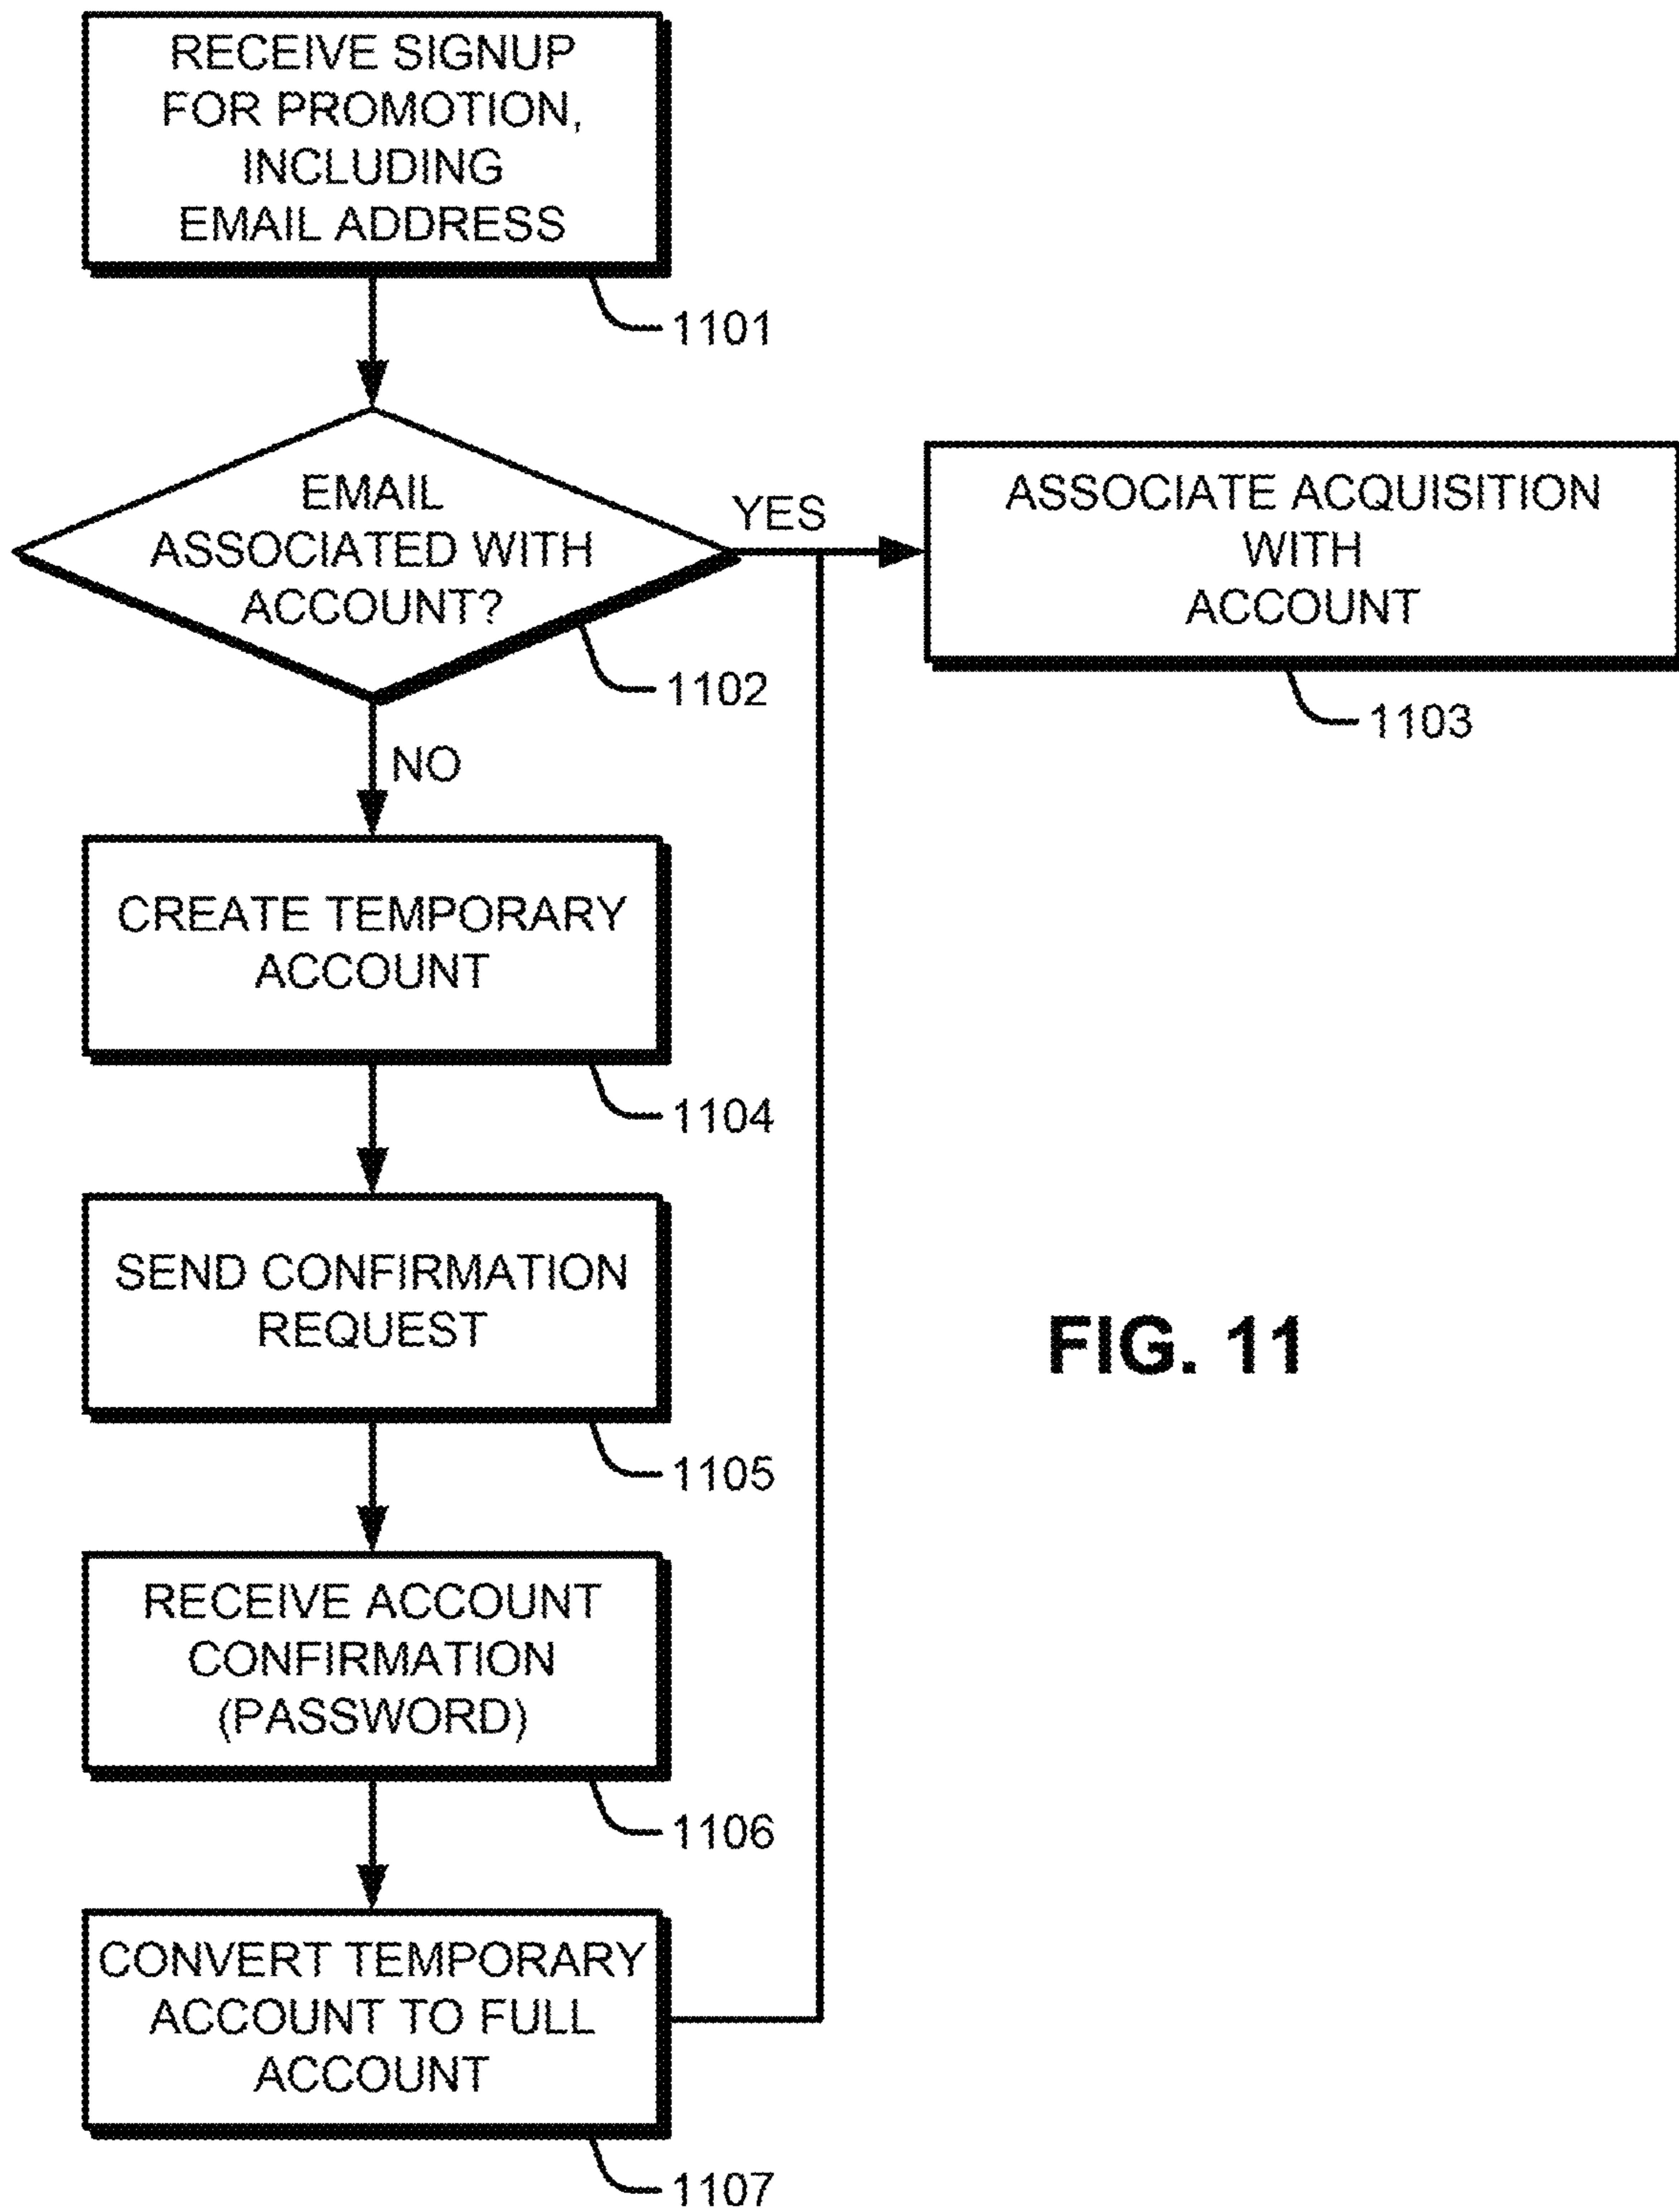 RECEIVE SIGNUP
FOR PROMOTION,
INCLUDING
EMAIL ADDRESS
1101
EMAIL
ASSOCIATED WITH
ACCOUNT?
1102
YES
ASSOCIATE ACQUISITION
WITH
ACCOUNT
1103
NO
CREATE TEMPORARY
ACCOUNT
1104
SEND CONFIRMATION
REQUEST
1105
RECEIVE ACCOUNT
CONFIRMATION
(PASSWORD)
1106
CONVERT TEMPORARY
ACCOUNT TO FULL
ACCOUNT
1107
FIG. 11